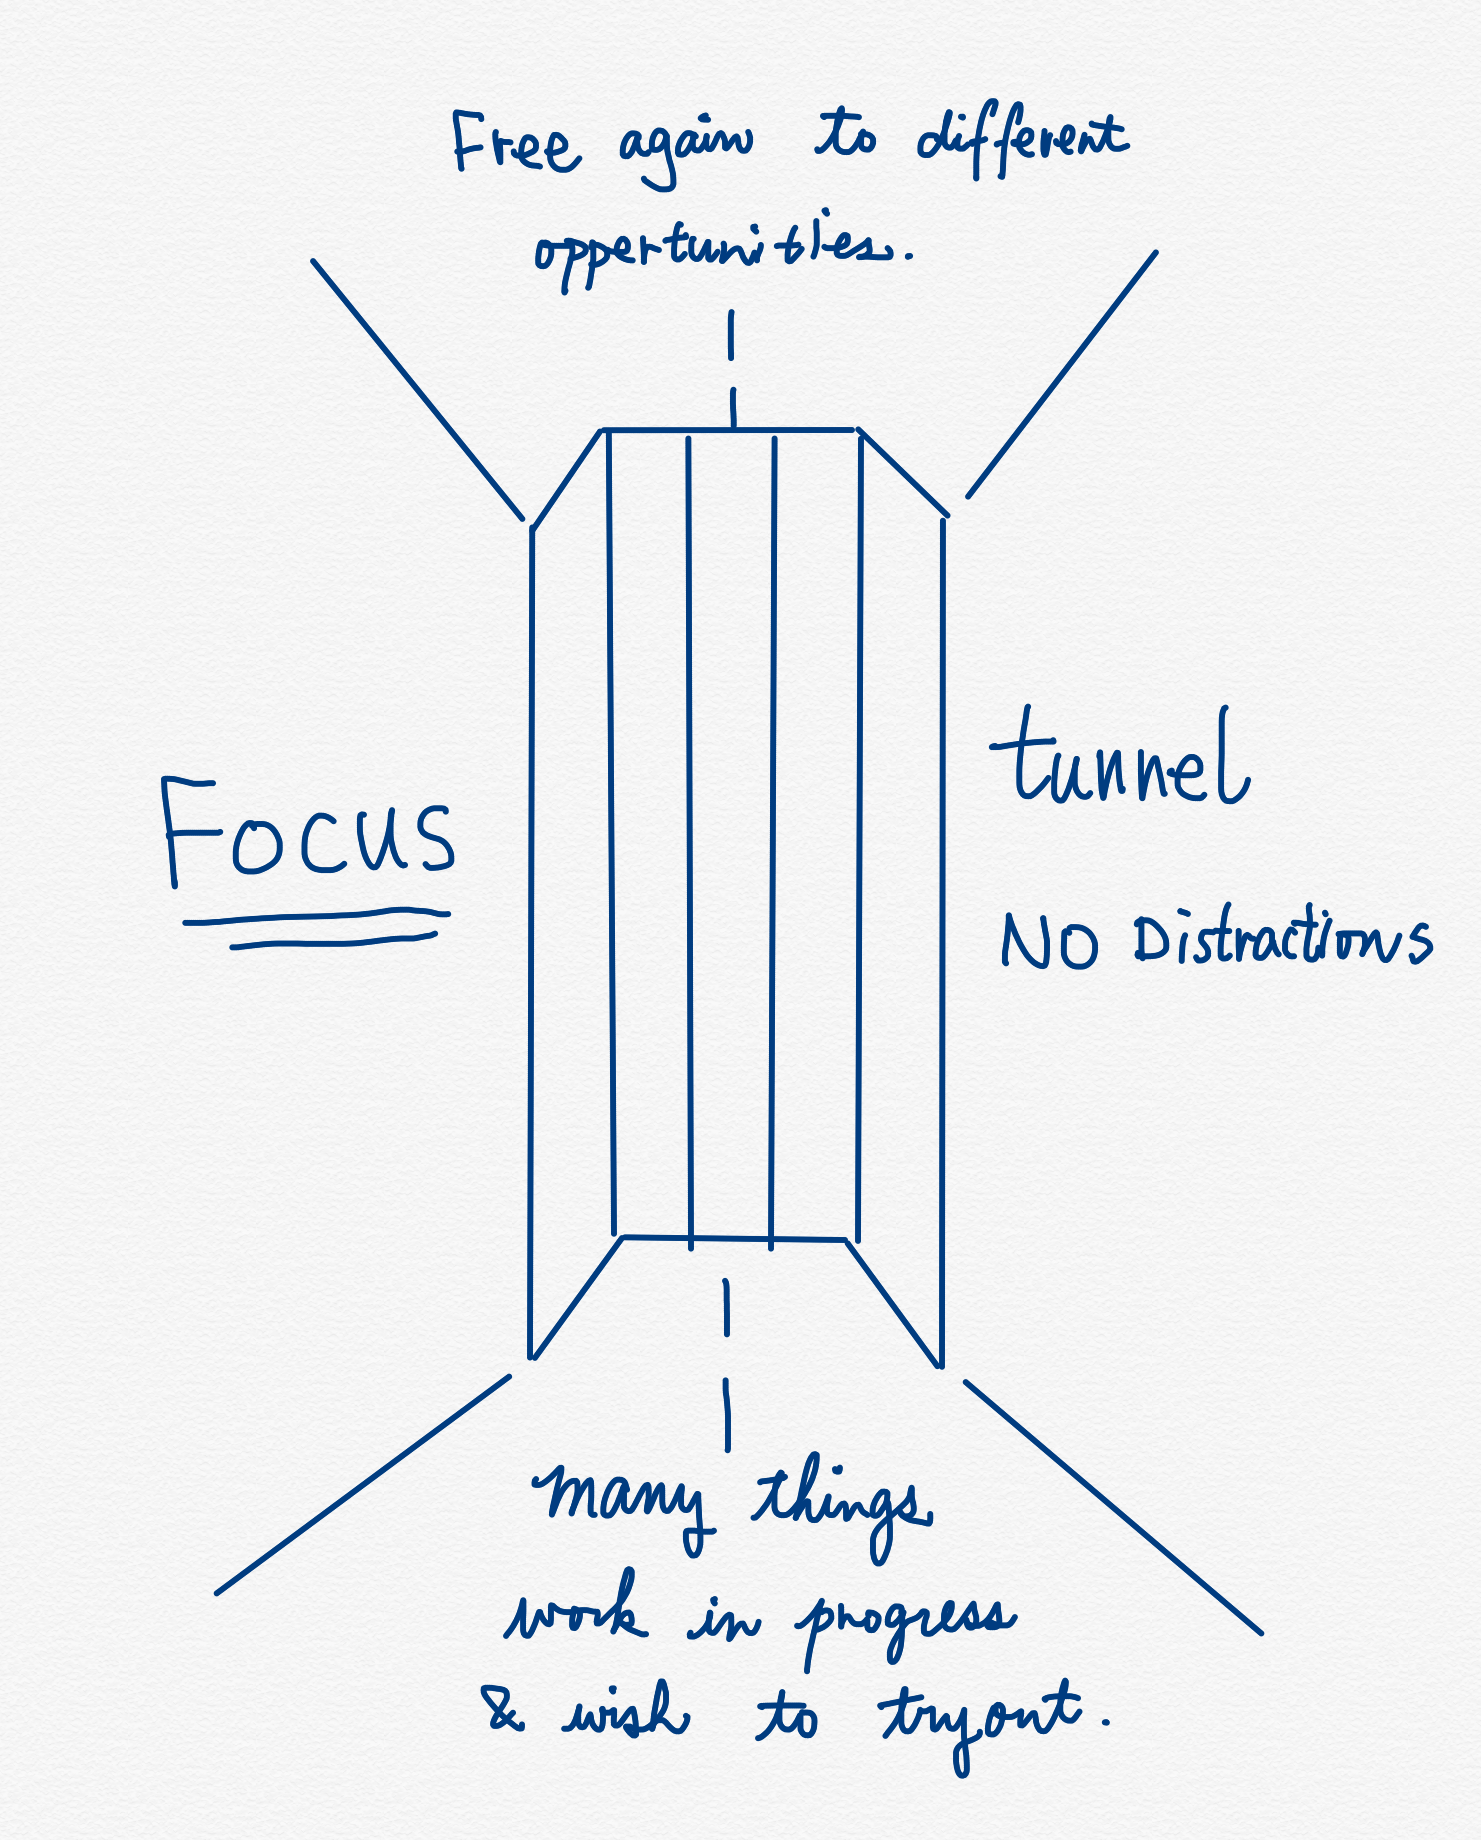 Free again to different
oppertunities.
Focus
tunnel
No Distractions
many things
work in progress
& wish to tryout.